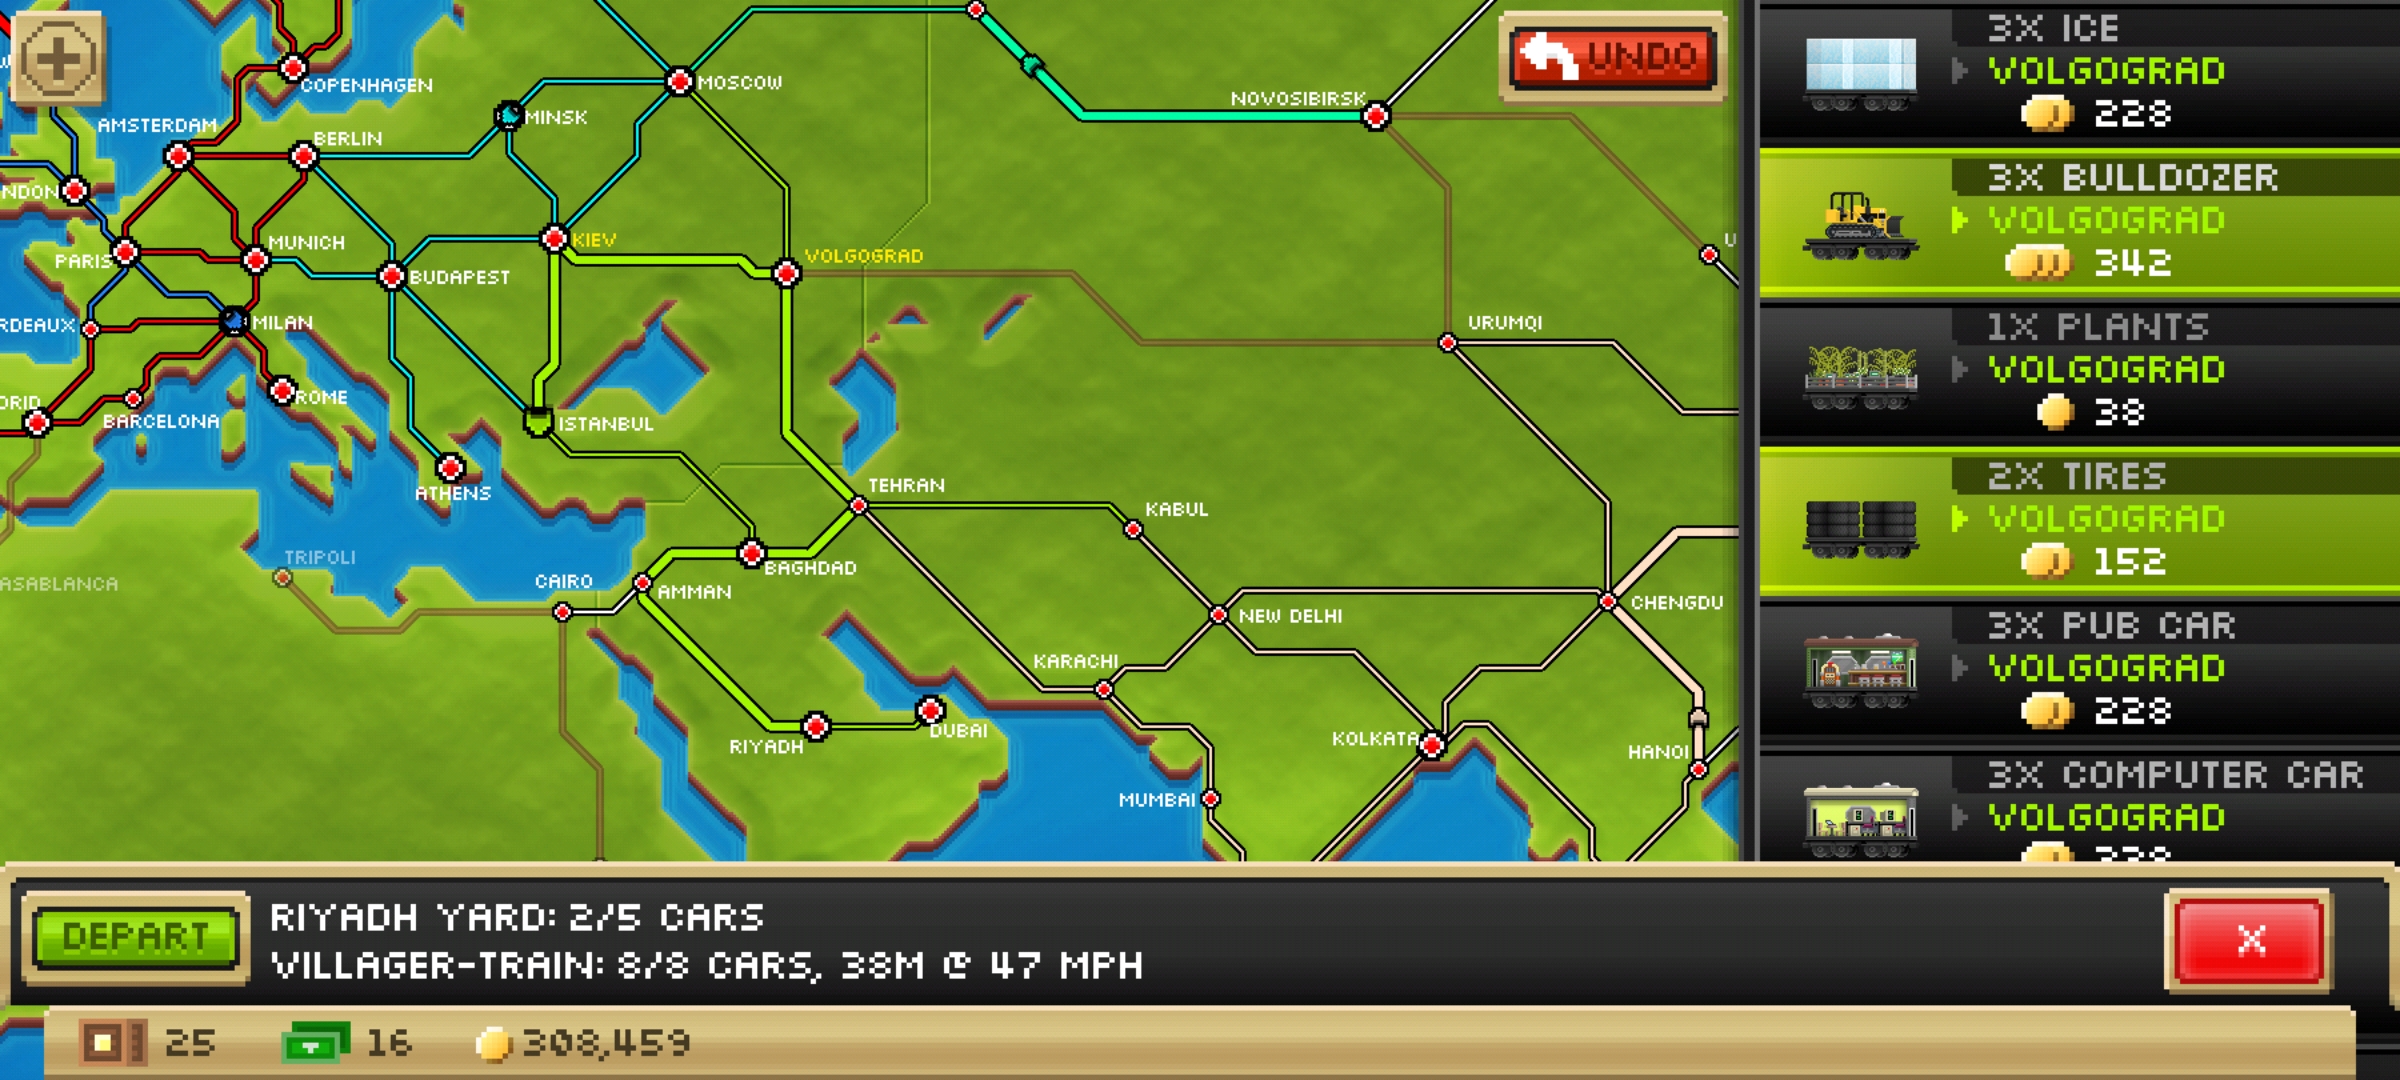 COPENHAGEN
MOSCOW
UNDO
NOVOSIBIRSK
MINSK
AMSTERDAM
BERLIN
NDON
KIEV
MUNICH
PARIS
VOLGOGRAD
BUDAPEST
U
RDEAUX
MILAN
URUMQI
ROME
ORID
BARCELONA
ISTANBUL
TEHRAN
ATHENS
KABUL
TRIPOLI
BAGHDAD
ASABLANCA
CAIRO
AMMAN
CHENGDU
NEW DELHI
KARACHI
DUBAI
RIYADH
KOLKATA
HANOI
MUMBAI
3X ICE
VOLGOGRAD
228
3X BULLDOZER
VOLGOGRAD
342
1X PLANTS
VOLGOGRAD
38
2X TIRES
VOLGOGRAD
152
3X PUB CAR
VOLGOGRAD
228
3X COMPUTER CAR
VOLGOGRAD
DEPART
RIYADH YARD: 2/5 CARS
VILLAGER-TRAIN: 8/8 CARS, 38M @ 47 MPH
X
25
16
308,459